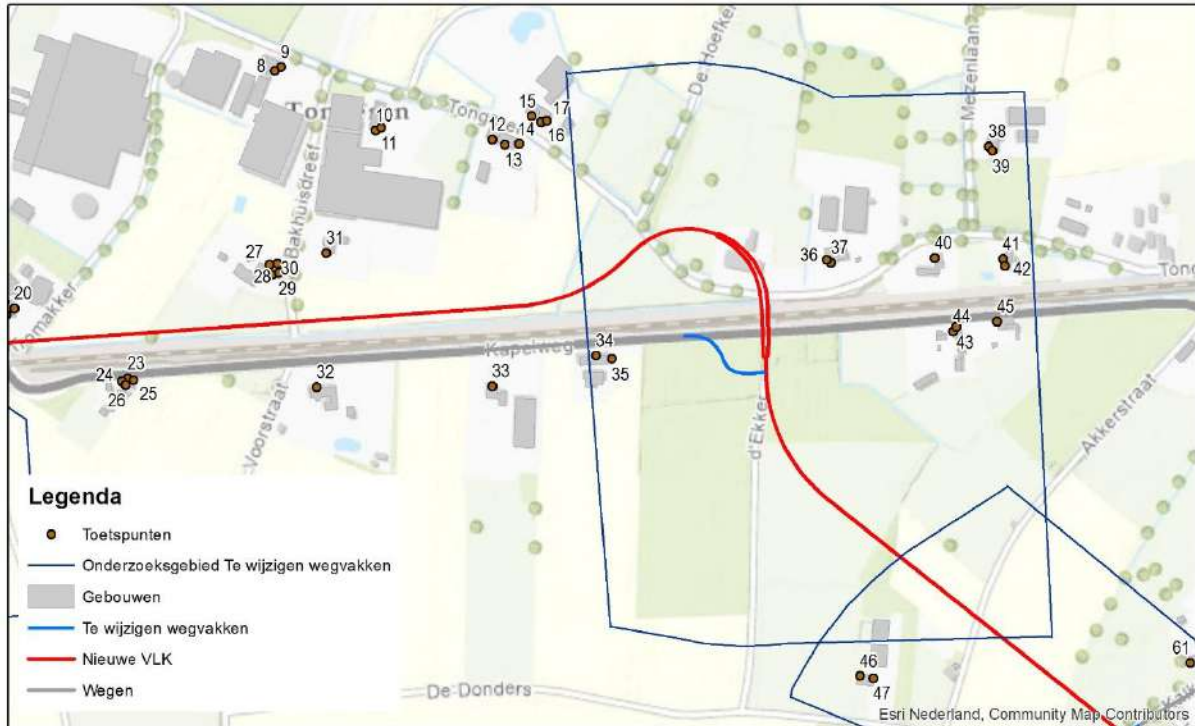 De Hoefker
Mezenlaan
9
8
10
11
15
17
12
14
16
13
38
39
Bakhuisdreef
31
27
30
28
29
36
37
40
41
42
20
Tromakker
44
45
43
Kapelweg
34
35
33
32
23
24
25
26
Voorstraat
d'Ekker
Akkerstraat
Legenda
Toetspunten
Onderzoeksgebied Te wijzigen wegvakken
Gebouwen
Te wijzigen wegvakken
Nieuwe VLK
Wegen
De Donders
46
47
61
Esri Nederland, Community Map Contributors